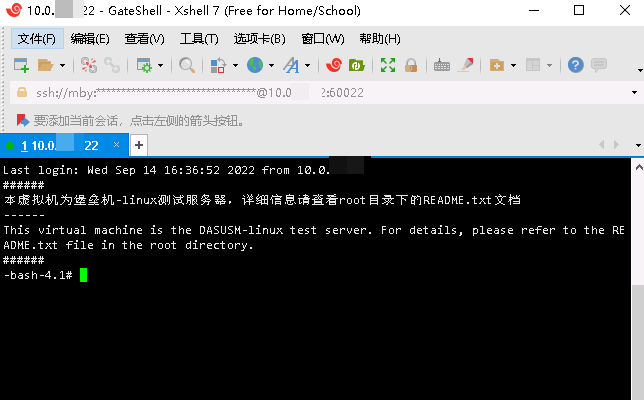 10.0. 22 - GateShell - Xshell 7 (Free for Home/School)
文件(F) 编辑(E) 查看(V) 工具(T) 选项卡(B) 窗口(W) 帮助(H)
ssh://mby:********************************@10.0 2:60022
要添加当前会话，点击左侧的箭头按钮。
1 10.0. 22 × +
Last login: Wed Sep 14 16:36:52 2022 from 10.0.
######
本虚拟机为堡垒机-linux测试服务器，详细信息请查看root目录下的README.txt文档
------
This virtual machine is the DASUSM-linux test server. For details, please refer to the RE
ADME.txt file in the root directory.
######
-bash-4.1#